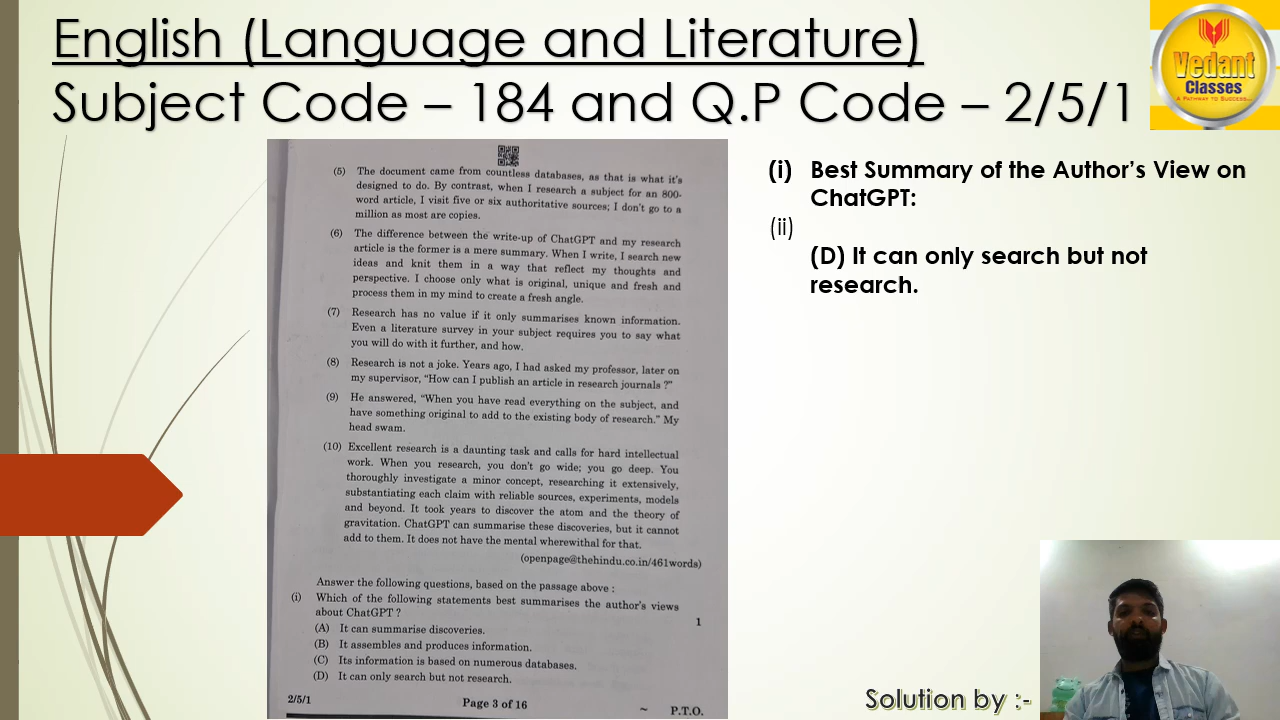 English (Language and Literature)
Subject Code – 184 and Q.P Code – 2/5/1
Vedant
Classes
A PATHWAY TO SUCCESS...
(5) The document came from countless databases, as that is what it's
designed to do. By contrast, when I research a subject for an 800-
word article, I visit five or six authoritative sources; I don't go to a
million as most are copies.
(6) The difference between the write-up of ChatGPT and my research
article is the former is a mere summary. When I write, I search new
ideas and knit them in a way that reflect my thoughts and
perspective. I choose only what is original, unique and fresh and
process them in my mind to create a fresh angle.
(7) Research has no value if it only summarises known information.
Even a literature survey in your subject requires you to say what
you will do with it further, and how.
(8) Research is not a joke. Years ago, I had asked my professor, later on
my supervisor, "How can I publish an article in research journals ?"
(9) He answered, "When you have read everything on the subject, and
have something original to add to the existing body of research." My
head swam.
(10) Excellent research is a daunting task and calls for hard intellectual
work. When you research, you don't go wide; you go deep. You
thoroughly investigate a minor concept, researching it extensively,
substantiating each claim with reliable sources, experiments, models
and beyond. It took years to discover the atom and the theory of
gravitation. ChatGPT can summarise these discoveries, but it cannot
add to them. It does not have the mental wherewithal for that.
(openpage@thehindu.co.in/461words)
Answer the following questions, based on the passage above :
(i) Which of the following statements best summarises the author's views
about ChatGPT ?
1
(A) It can summarise discoveries.
(B) It assembles and produces information.
(C) Its information is based on numerous databases.
(D) It can only search but not research.
2/5/1
Page 3 of 16
~
P.T.O.
(i) Best Summary of the Author's View on
ChatGPT:
(ii)
(D) It can only search but not
research.
Solution by :-